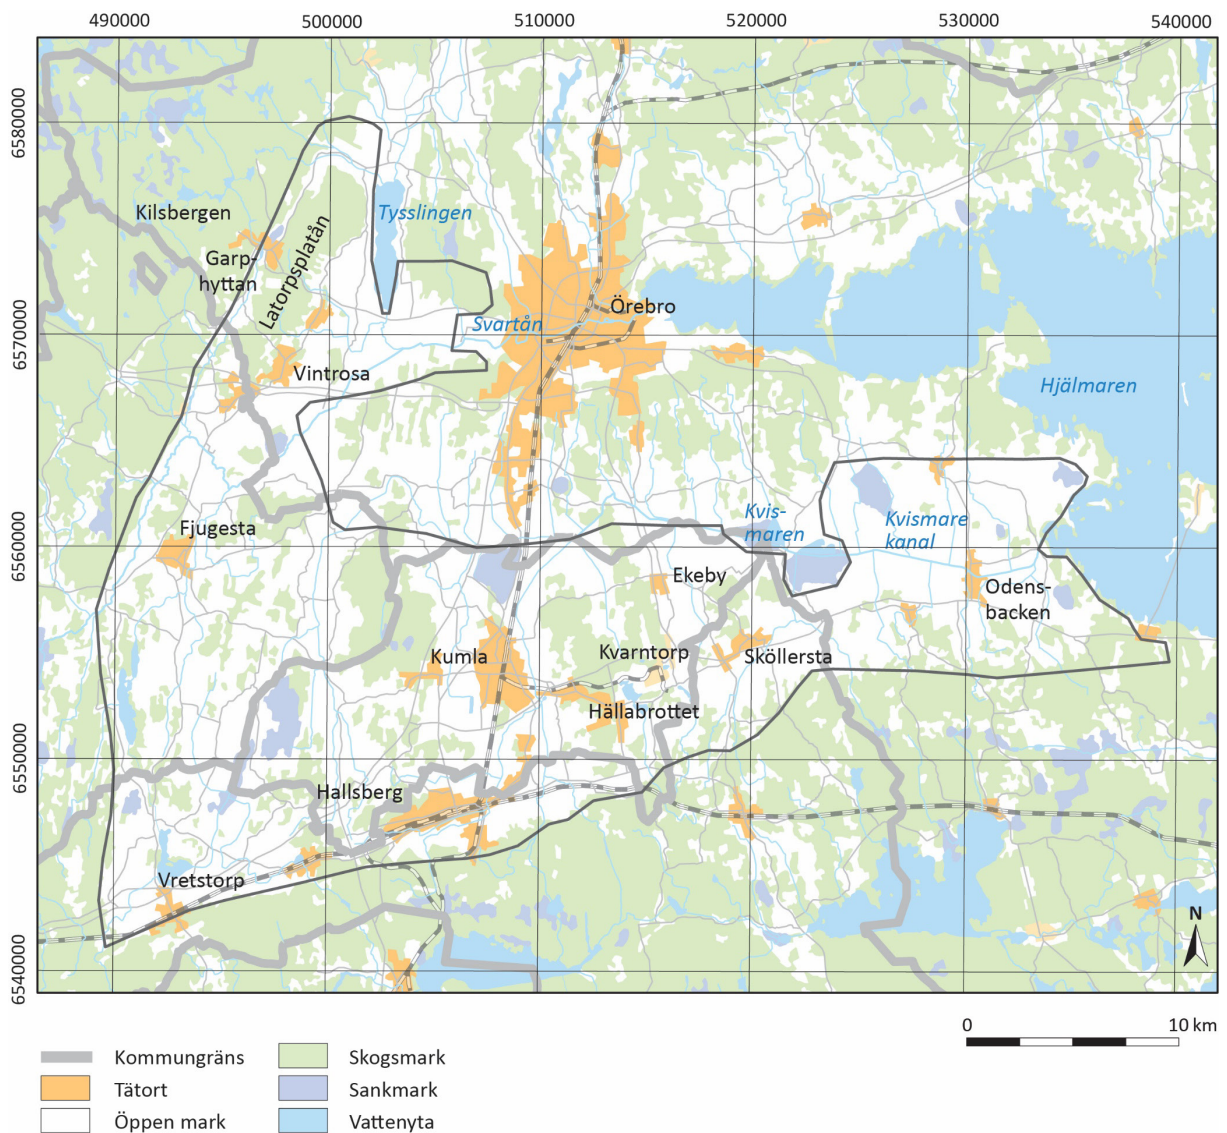 490000
500000
510000
520000
530000
540000
6580000
6570000
6560000
6550000
6540000
Kilsbergen
Garp-
hyttan
Latorpsplatån
Tysslingen
Svartån
Örebro
Vintrosa
Hjälmaren
Fjugesta
Kvis-
maren
Kvismare
kanal
Ekeby
Odens-
backen
Kumla
Kvarntorp
Sköllersta
Hällabrottet
Hallsberg
Vretstorp
N
0
10 km
Kommungräns
Tätort
Öppen mark
Skogsmark
Sankmark
Vattenyta